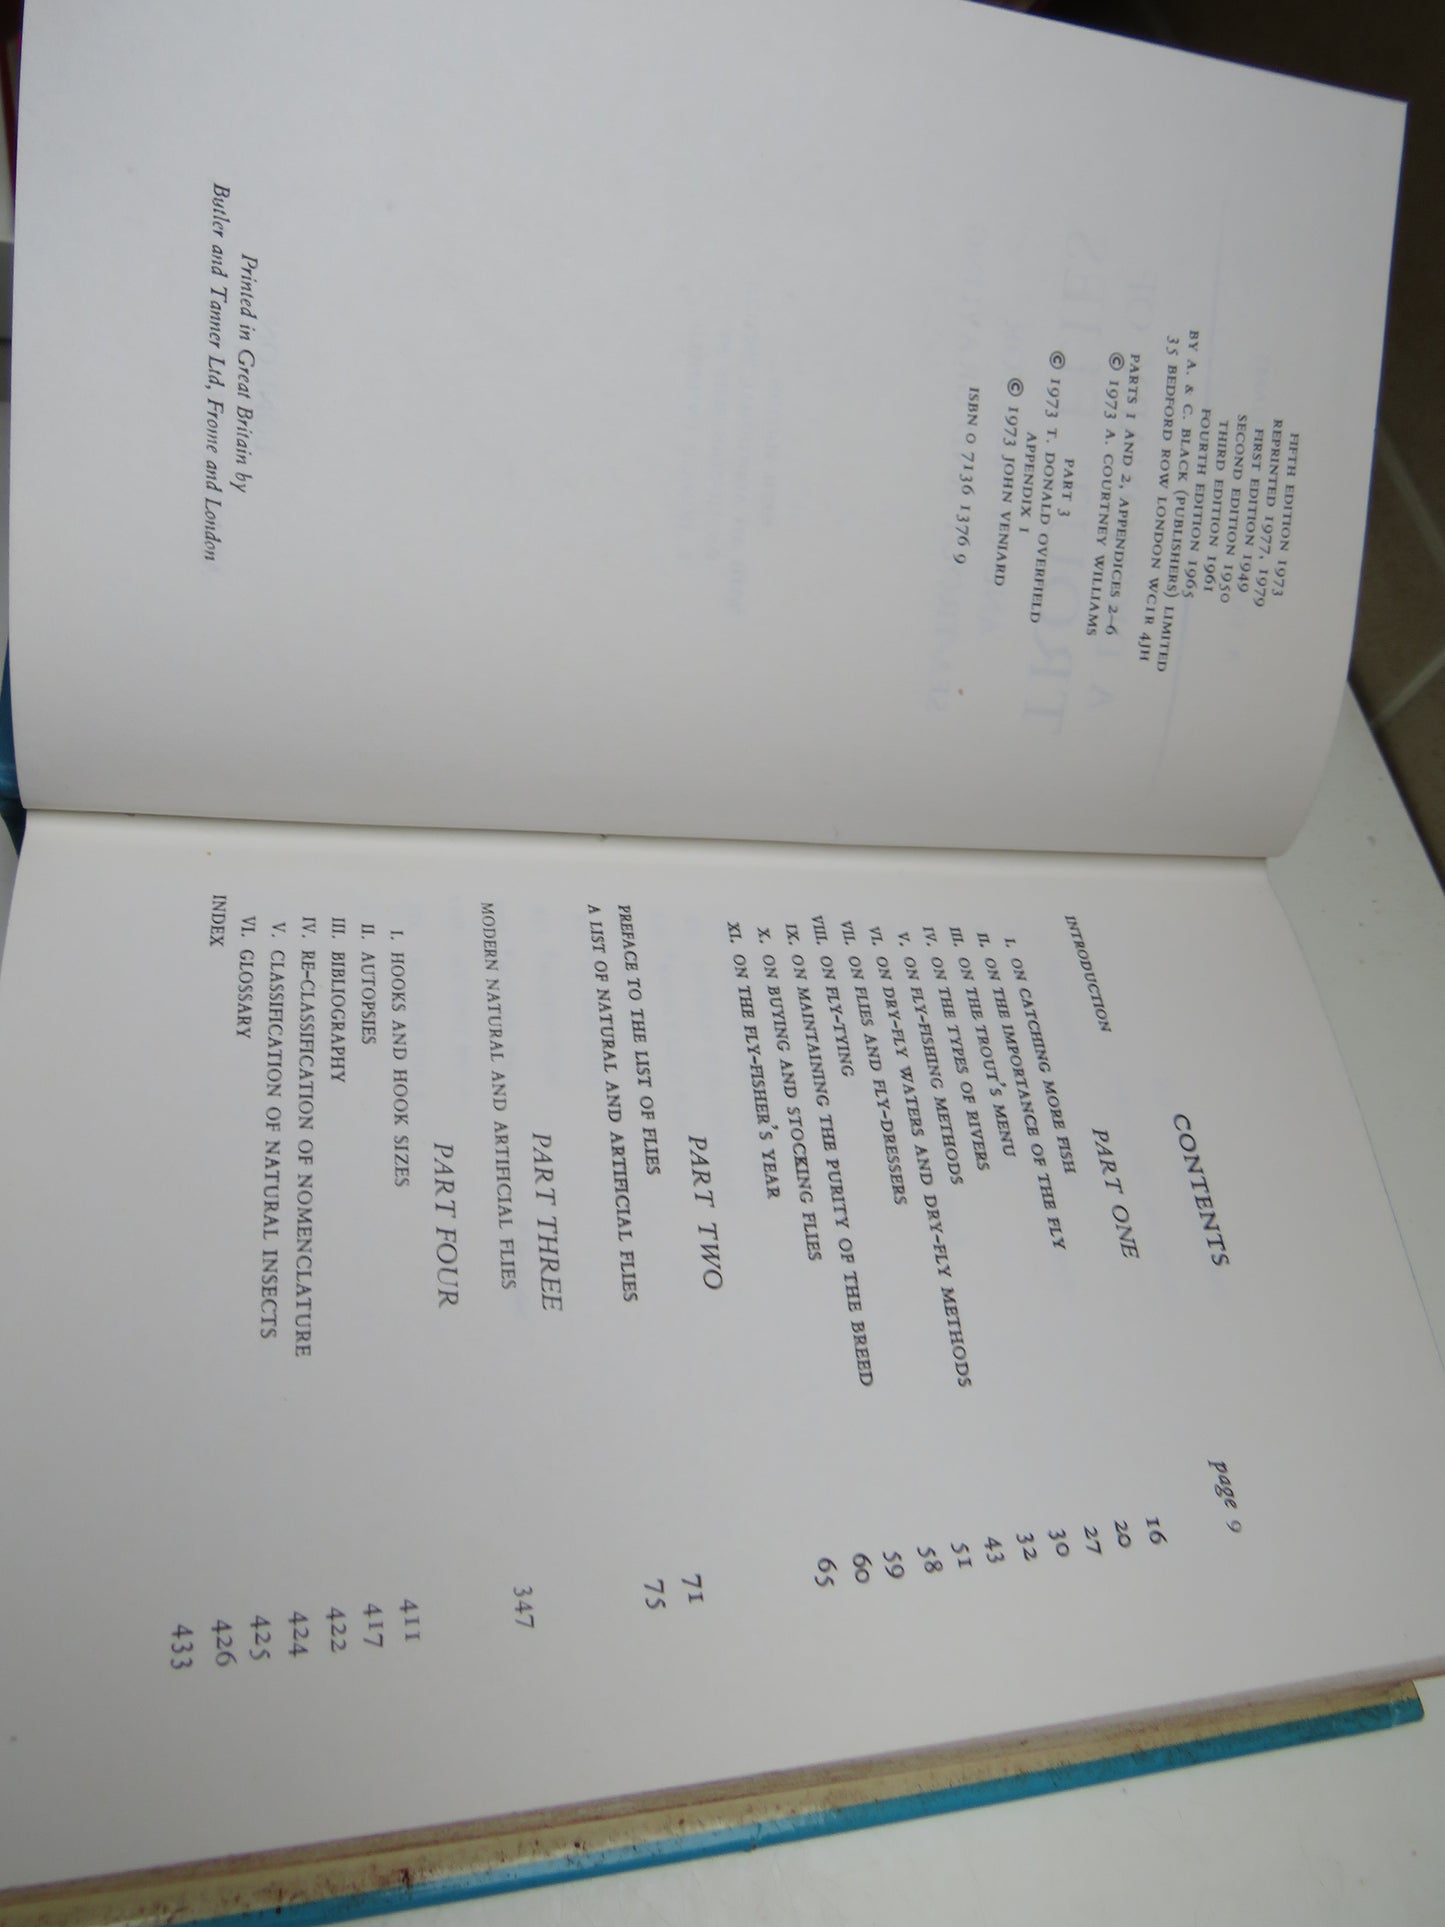 FIFTH EDITION 1973
REPRINTED 1977, 1979
FIRST EDITION 1949
SECOND EDITION 1950
THIRD EDITION 1961
FOURTH EDITION 1965
BY A. & C. BLACK (PUBLISHERS) LIMITED
35 BEDFORD ROW LONDON WC1R 4JH
PARTS 1 AND 2, APPENDICES 2–6
© 1973 A. COURTNEY WILLIAMS
PART 3
© 1973 T. DONALD OVERFIELD
APPENDIX 1
© 1973 JOHN VENIARD
ISBN 0 7136 1376 9
Printed in Great Britain by
Butler and Tanner Ltd, Frome and London
CONTENTS
INTRODUCTION page 9
PART ONE
I. ON CATCHING MORE FISH 16
II. ON THE IMPORTANCE OF THE FLY 20
III. ON THE TROUT'S MENU 27
IV. ON THE TYPES OF RIVERS 30
V. ON FLY-FISHING METHODS 32
VI. ON DRY-FLY WATERS AND DRY-FLY METHODS 43
VII. ON FLIES AND FLY-DRESSERS 51
VIII. ON FLY-TYING 58
IX. ON MAINTAINING THE PURITY OF THE BREED 59
X. ON BUYING AND STOCKING FLIES 60
XI. ON THE FLY-FISHER'S YEAR 65
PART TWO
PREFACE TO THE LIST OF FLIES 71
A LIST OF NATURAL AND ARTIFICIAL FLIES 75
PART THREE
MODERN NATURAL AND ARTIFICIAL FLIES 347
PART FOUR
I. HOOKS AND HOOK SIZES 411
II. AUTOPSIES 417
III. BIBLIOGRAPHY 422
IV. RE-CLASSIFICATION OF NOMENCLATURE 424
V. CLASSIFICATION OF NATURAL INSECTS 425
VI. GLOSSARY 426
INDEX 433